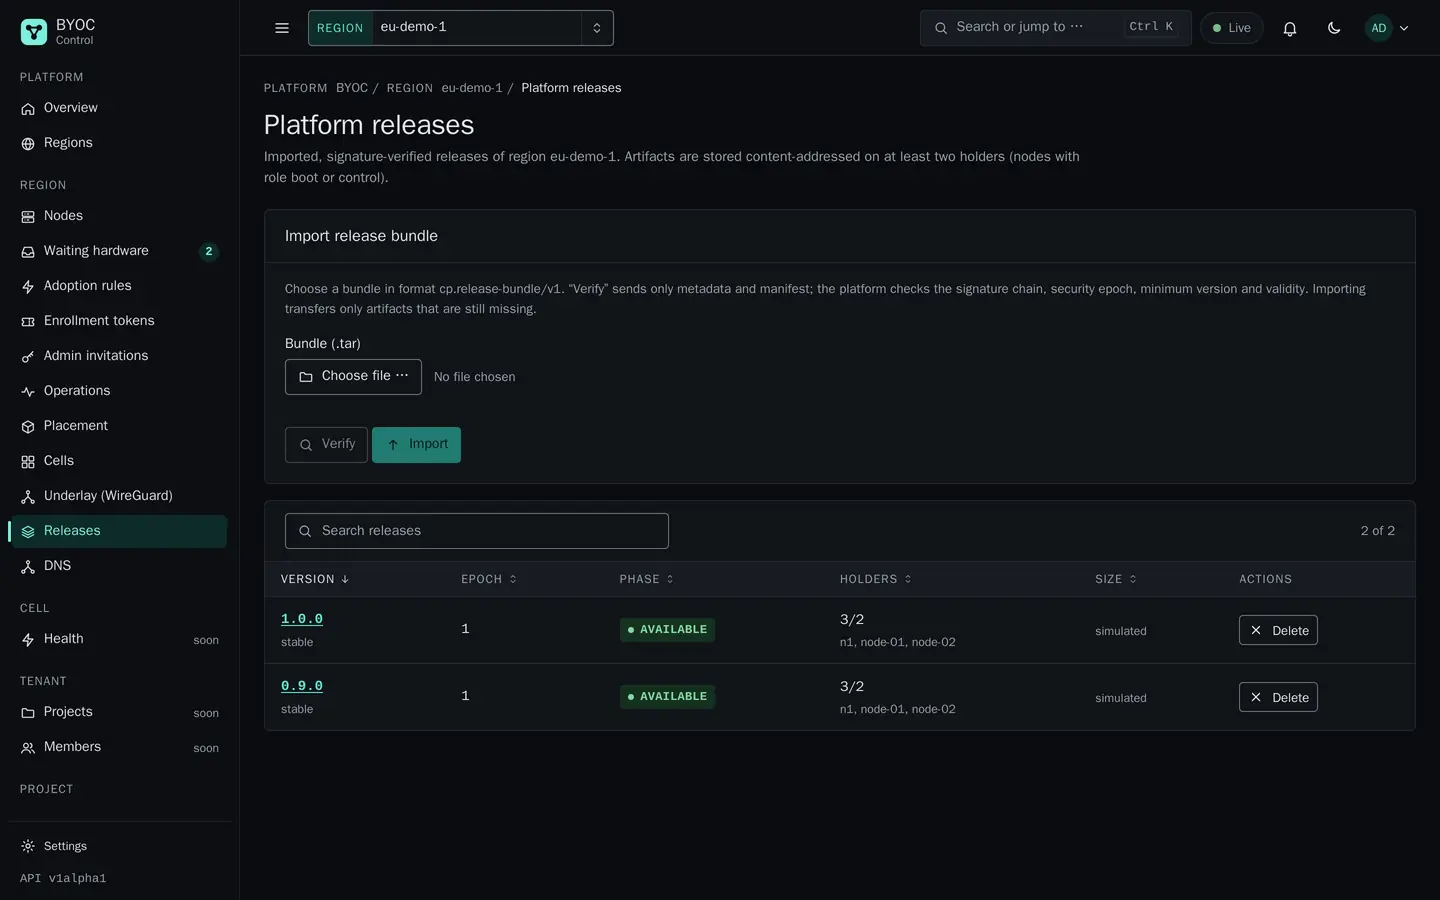 BYOC
Control
PLATFORM
Overview
Regions
REGION
Nodes
Waiting hardware 2
Adoption rules
Enrollment tokens
Admin invitations
Operations
Placement
Cells
Underlay (WireGuard)
Releases
DNS
CELL
Health soon
TENANT
Projects soon
Members soon
PROJECT
Settings
API v1alpha1
REGION eu-demo-1
Search or jump to ··· Ctrl K
Live
AD
PLATFORM BYOC / REGION eu-demo-1 / Platform releases
Platform releases
Imported, signature-verified releases of region eu-demo-1. Artifacts are stored content-addressed on at least two holders (nodes with
role boot or control).
Import release bundle
Choose a bundle in format cp.release-bundle/v1. “Verify” sends only metadata and manifest; the platform checks the signature chain, security epoch, minimum version and validity. Importing
transfers only artifacts that are still missing.
Bundle (.tar)
Choose file ··· No file chosen
Verify Import
Search releases 2 of 2
VERSION EPOCH PHASE HOLDERS SIZE ACTIONS
1.0.0 1 AVAILABLE 3/2 simulated Delete
stable n1, node-01, node-02
0.9.0 1 AVAILABLE 3/2 simulated Delete
stable n1, node-01, node-02